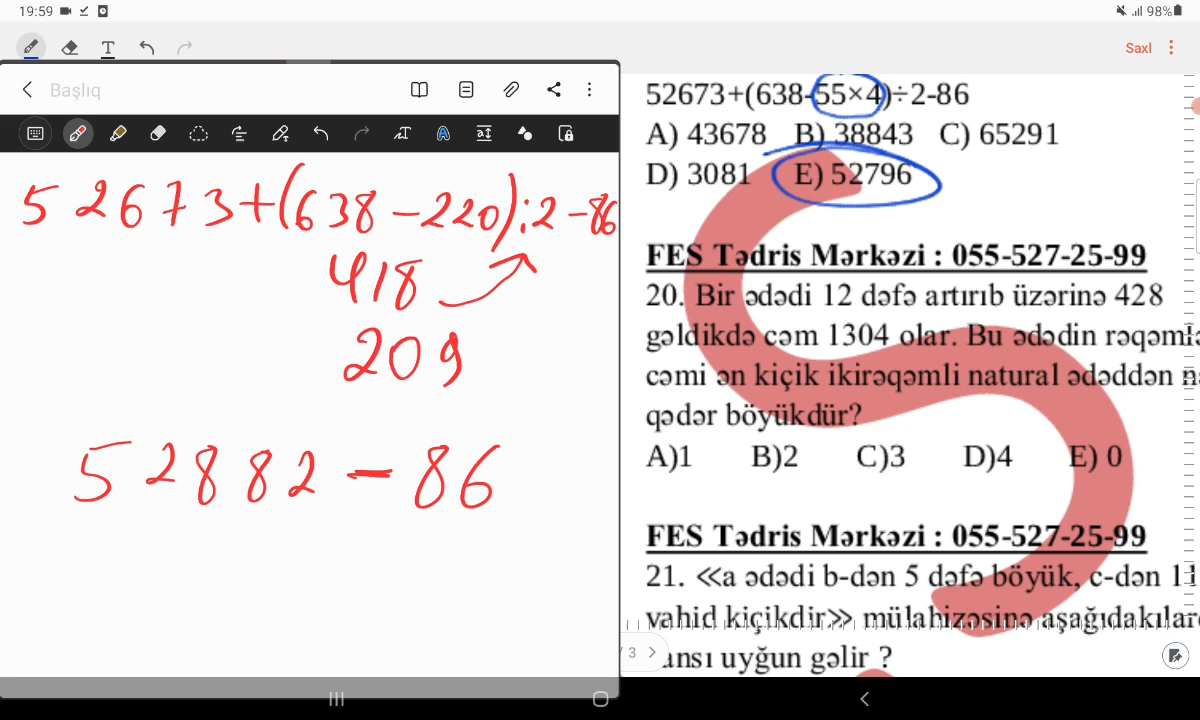 19:59
98%
T
Saxl
Başlıq
52673+(638-220):2-86
418
209
52882-86
52673+(638-55×4)÷2-86
A) 43678 B) 38843 C) 65291
D) 3081 E) 52796
FES Tədris Mərkəzi : 055-527-25-99
20. Bir ədədi 12 dəfə artırıb üzərinə 428
gəldikdə cəm 1304 olar. Bu ədədin
cəmi ən kiçik ikirəqəmli natural ədəddən
qədər böyükdür?
A)1 B)2 C)3 D)4 E) 0
FES Tədris Mərkəzi : 055-527-25-99
21. ≪a ədədi b-dən 5 dəfə böyük, c-dən 11
vahid kiçikdir≫ mülahizəsinə
uyğun gəlir ?
/ 3